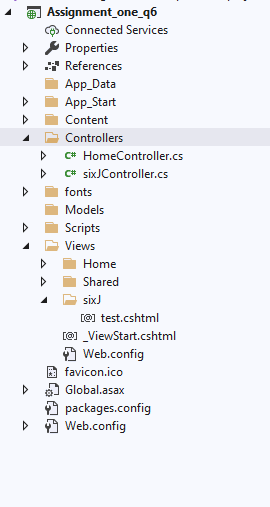 Assignment_one_q6
Connected Services
Properties
References
App_Data
App_Start
Content
Controllers
C# HomeController.cs
C# sixJController.cs
fonts
Models
Scripts
Views
Home
Shared
sixJ
[@] test.cshtml
[@] _ViewStart.cshtml
Web.config
favicon.ico
Global.asax
packages.config
Web.config